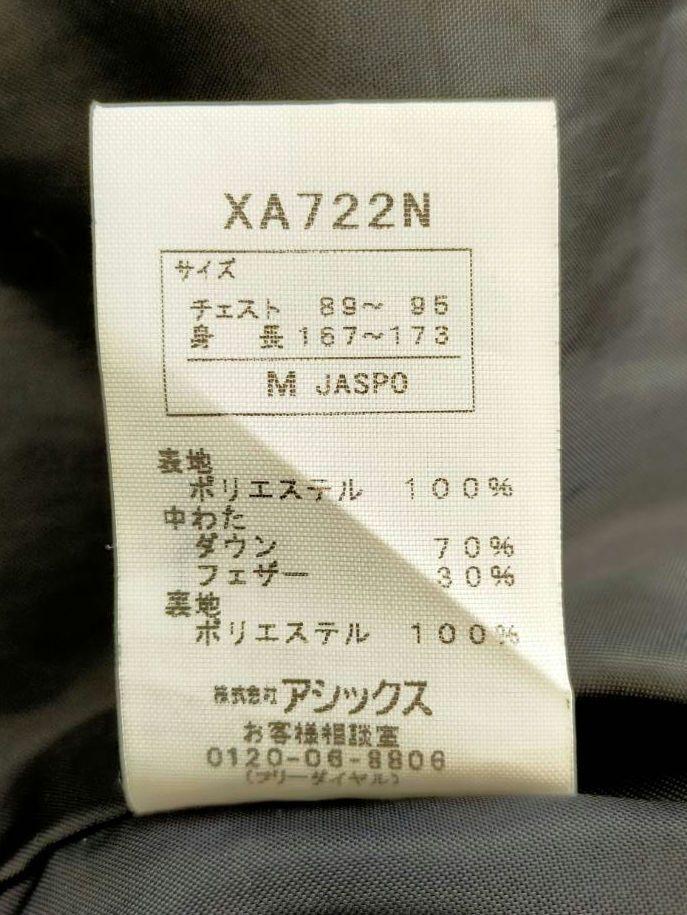 XA722N
サイズ
チェスト 89～ 95
身 長 167～173
M JASPO
表地
ポリエステル 100%
中わた
ダウン 70%
フェザー 30%
裏地
ポリエステル 100%
株式会社アシックス
お客様相談室
0120-06-8806
(フリーダイヤル)